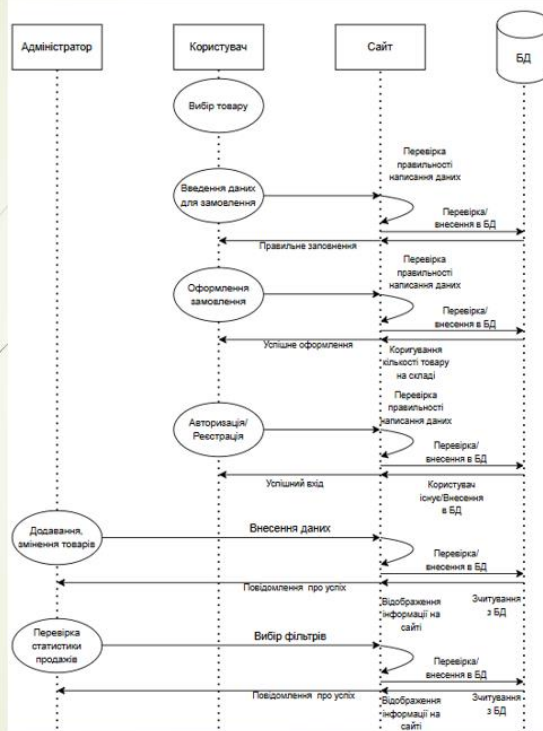 Адміністратор
Користувач
Сайт
БД
Вибір товару
Перевірка
правильності
написання даних
Введення даних
для замовлення
Перевірка/
внесення в БД
Правильне заповнення
Перевірка
правильності
написання даних
Оформлення
замовлення
Перевірка/
внесення в БД
Успішне оформлення
Коригування
кількості товару
на складі
Перевірка
правильності
написання даних
Авторизація/
Реєстрація
Перевірка/
внесення в БД
Успішний вхід
Користувач
існує/Внесення
в БД
Додавання,
змінення товарів
Внесення даних
Перевірка/
внесення в БД
Повідомлення про успіх
Відображення
інформації на
сайті
Зчитування
з БД
Перевірка
статистики
продажів
Вибір фільтрів
Перевірка/
внесення в БД
Повідомлення про успіх
Відображення
інформації на
сайті
Зчитування
з БД